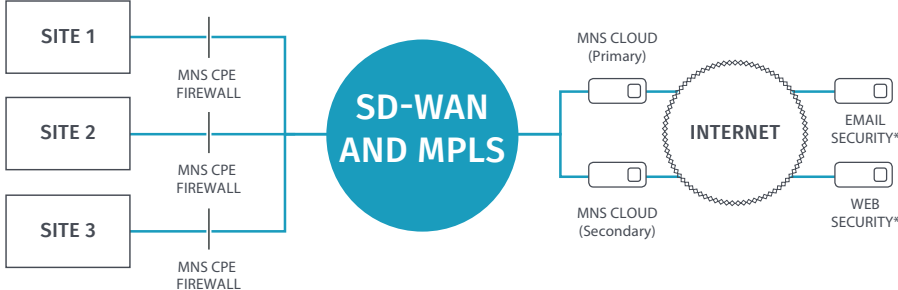 SITE 1
MNS CPE
FIREWALL
SITE 2
MNS CPE
FIREWALL
SITE 3
MNS CPE
FIREWALL
SD-WAN
AND MPLS
MNS CLOUD
(Primary)
MNS CLOUD
(Secondary)
INTERNET
EMAIL
SECURITY*
WEB
SECURITY*